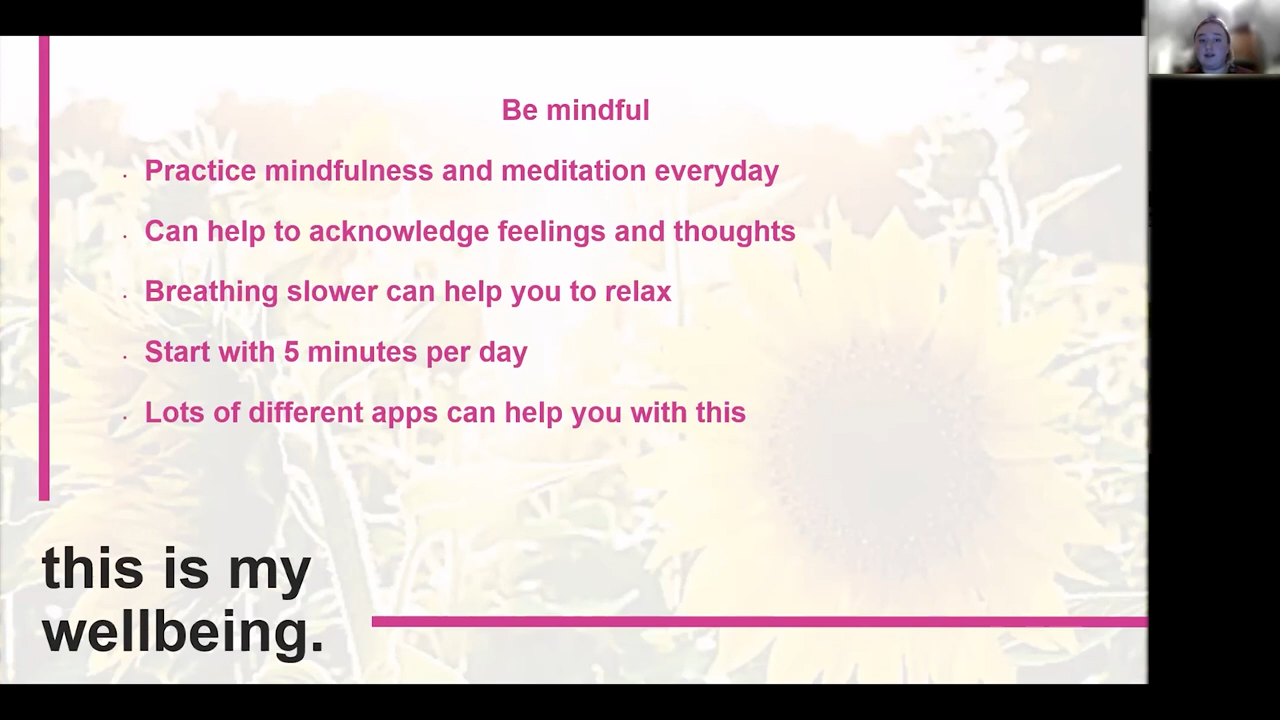 Be mindful
· Practice mindfulness and meditation everyday
· Can help to acknowledge feelings and thoughts
· Breathing slower can help you to relax
· Start with 5 minutes per day
· Lots of different apps can help you with this
this is my
wellbeing.